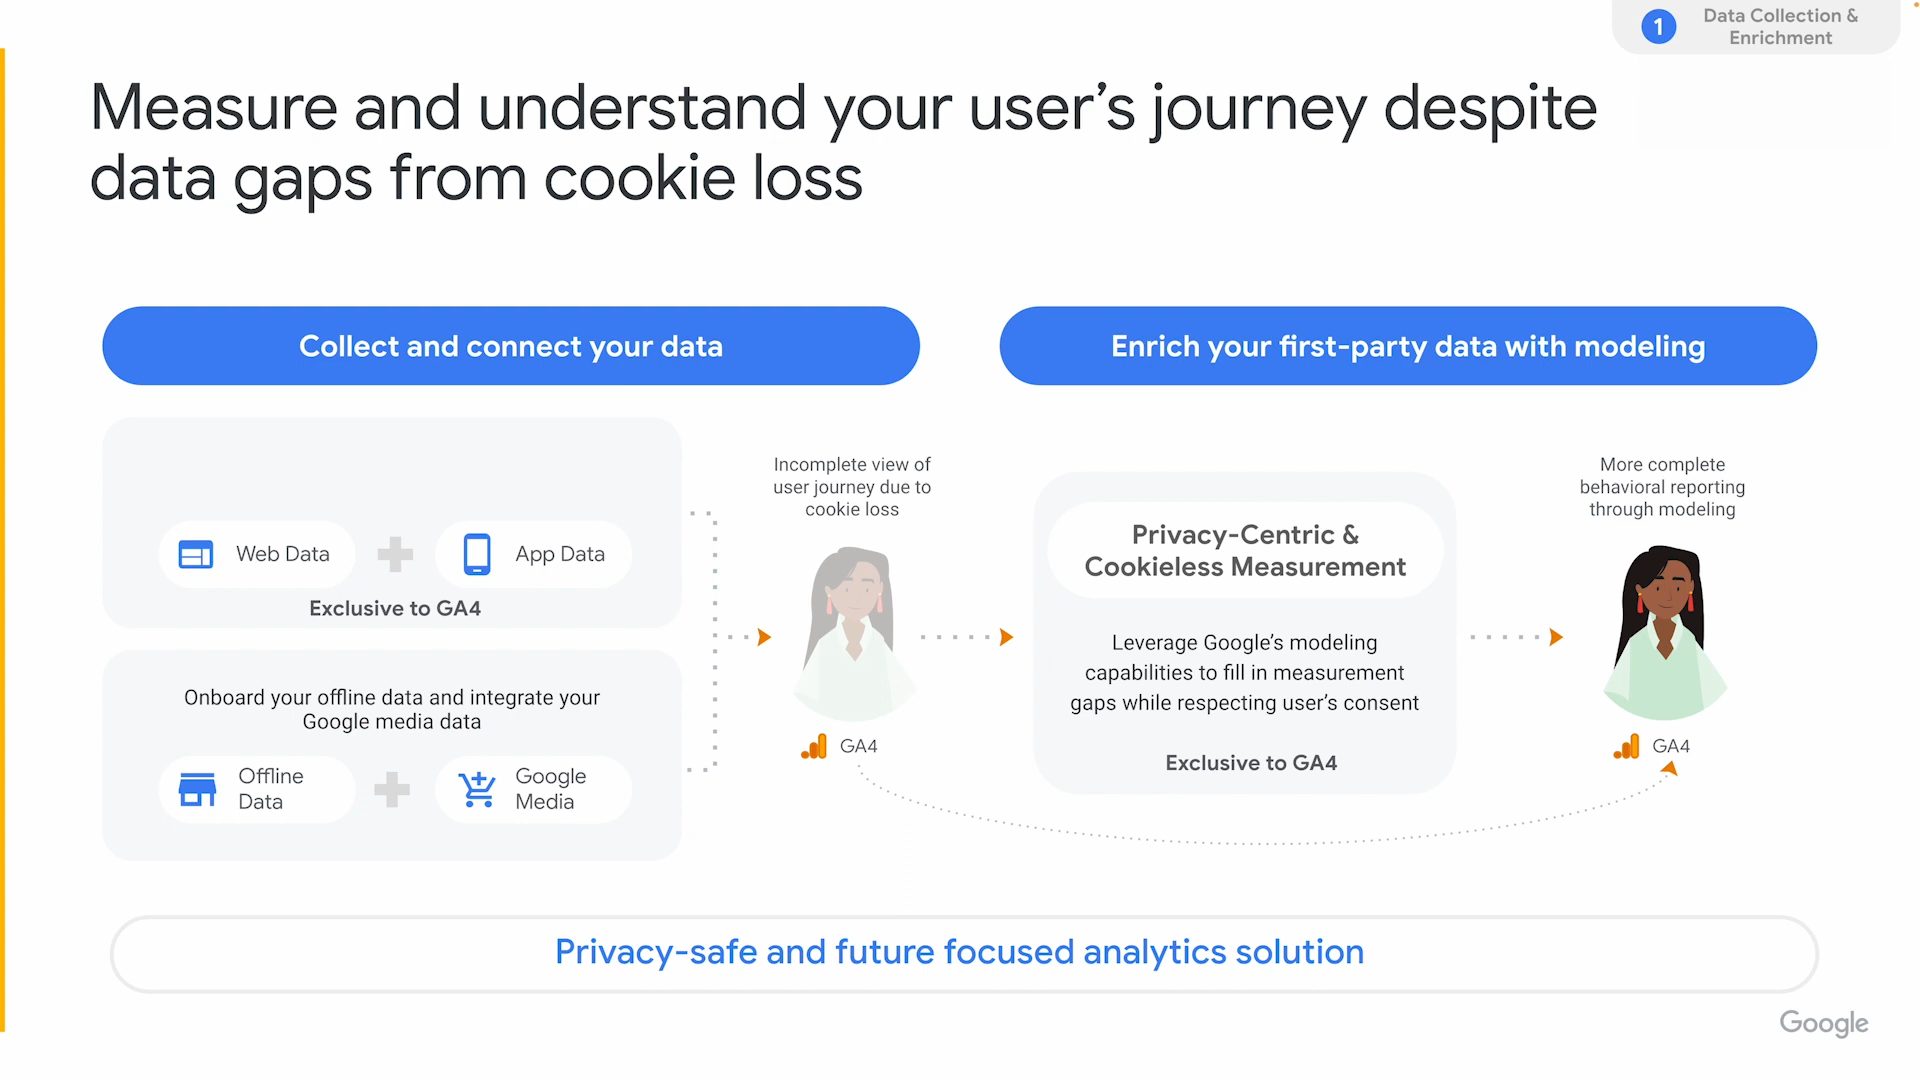 1
Data Collection &
Enrichment
Measure and understand your user’s journey despite
data gaps from cookie loss
Collect and connect your data
Web Data
App Data
Exclusive to GA4
Onboard your offline data and integrate your
Google media data
Offline
Data
Google
Media
Incomplete view of
user journey due to
cookie loss
GA4
Enrich your first-party data with modeling
Privacy-Centric &
Cookieless Measurement
Leverage Google’s modeling
capabilities to fill in measurement
gaps while respecting user’s consent
Exclusive to GA4
More complete
behavioral reporting
through modeling
GA4
Privacy-safe and future focused analytics solution
Google